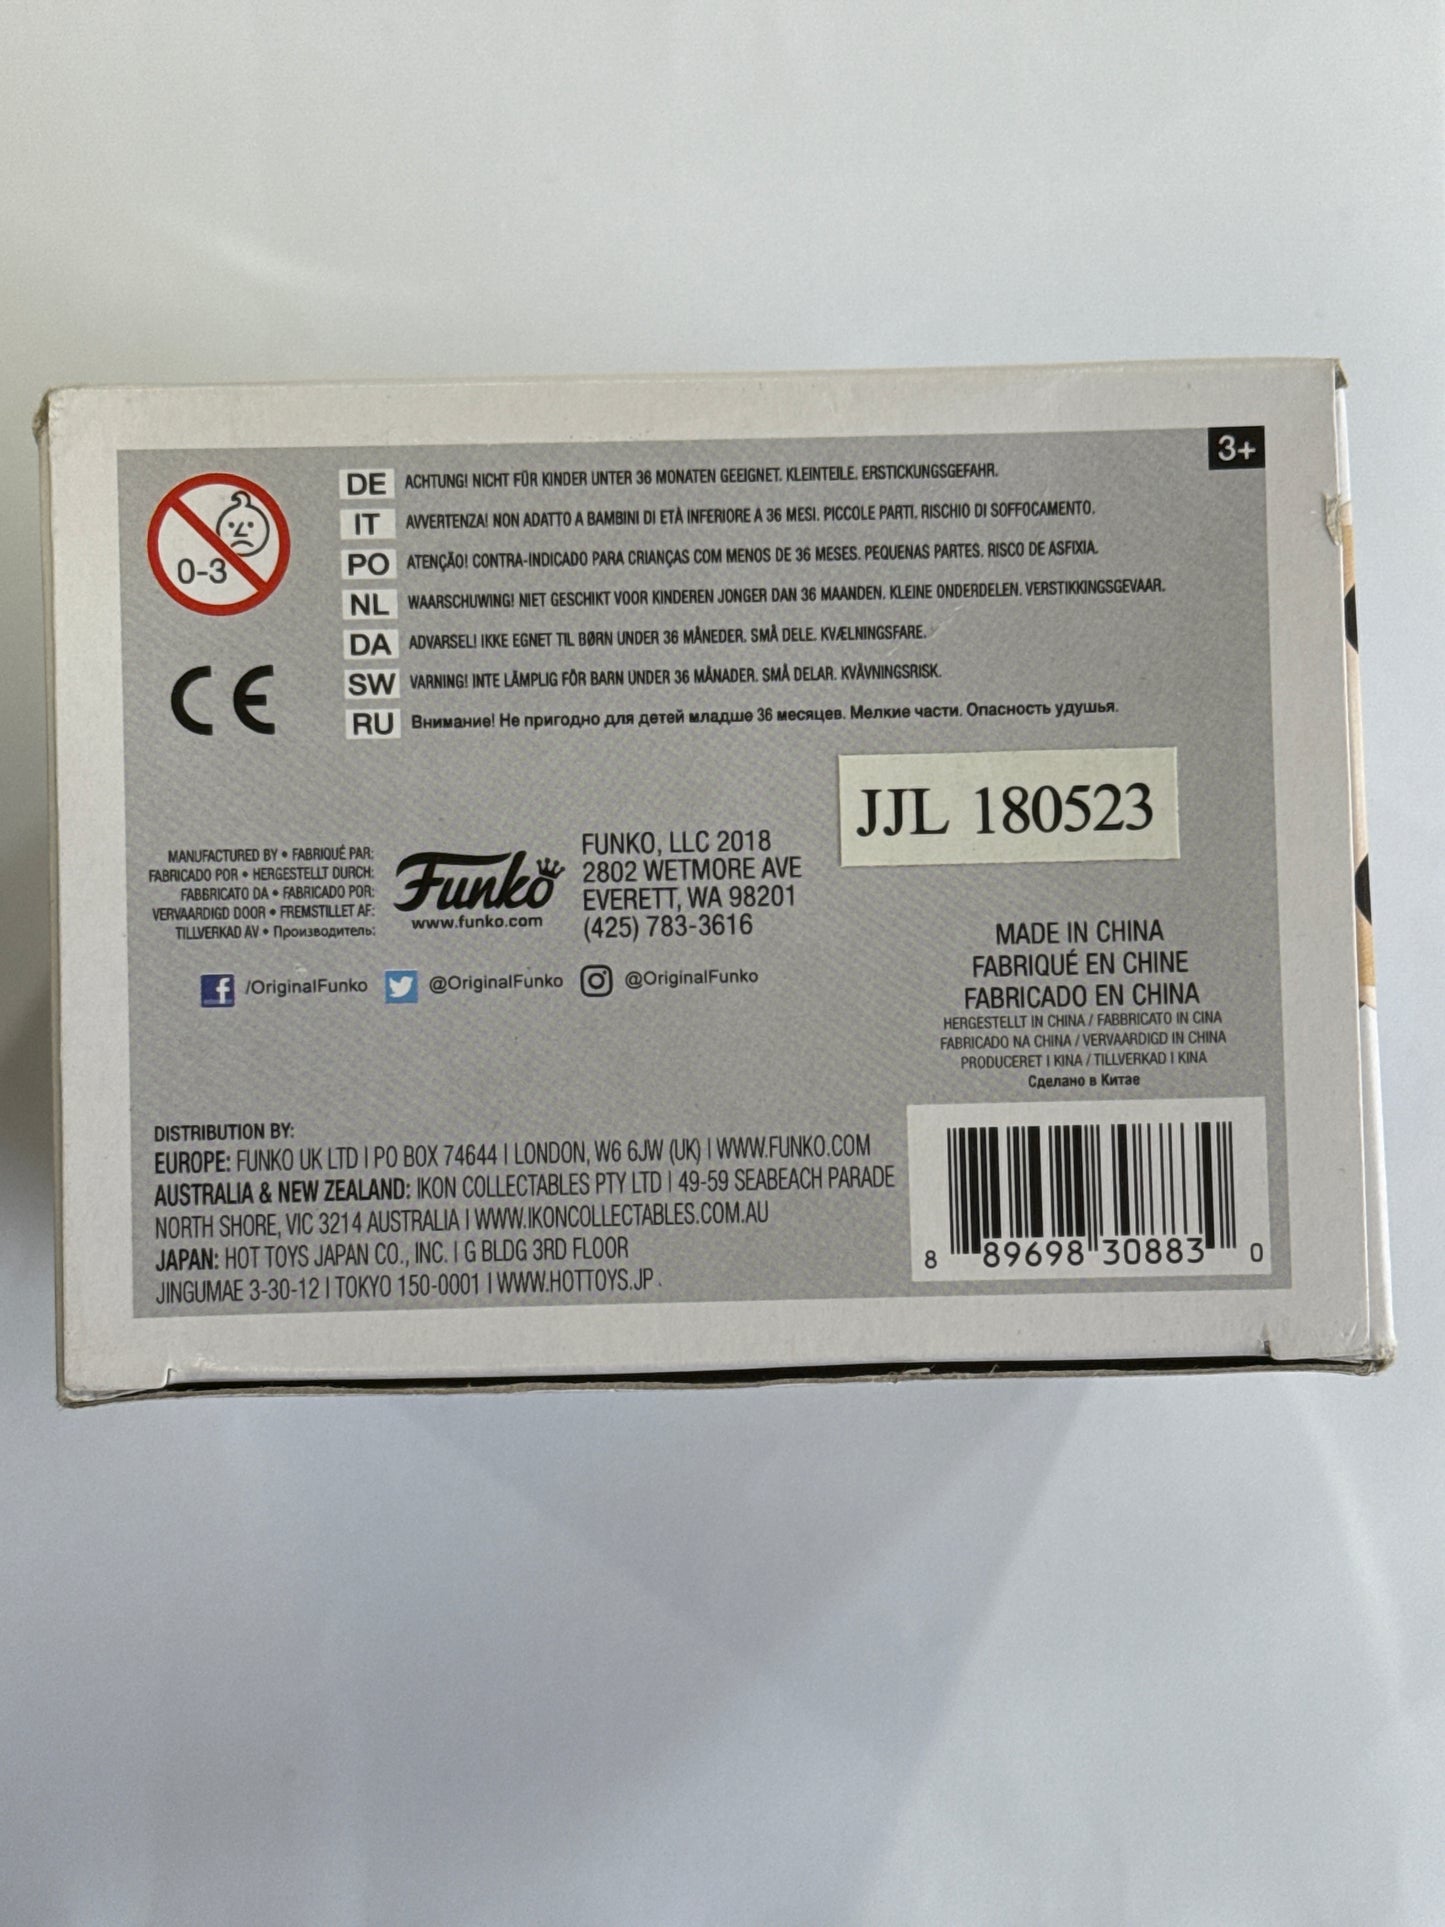 3+
0-3
DE ACHTUNG! NICHT FÜR KINDER UNTER 36 MONATEN GEEIGNET. KLEINTEILE. ERSTICKUNGSGEFAHR.
IT AVVERTENZA! NON ADATTO A BAMBINI DI ETÀ INFERIORE A 36 MESI. PICCOLE PARTI. RISCHIO DI SOFFOCAMENTO.
PO ATENÇÃO! CONTRA-INDICADO PARA CRIANÇAS COM MENOS DE 36 MESES. PEQUENAS PARTES. RISCO DE ASFIXIA.
NL WAARSCHUWING! NIET GESCHIKT VOOR KINDEREN JONGER DAN 36 MAANDEN. KLEINE ONDERDELEN. VERSTIKKINGSGEVAAR.
DA ADVARSEL! IKKE EGNET TIL BØRN UNDER 36 MÅNEDER. SMÅ DELE. KVÆLNINGSFARE.
SW VARNING! INTE LÄMPLIG FÖR BARN UNDER 36 MÅNADER. SMÅ DELAR. KVÄVNINGSRISK.
RU Внимание! Не пригодно для детей младше 36 месяцев. Мелкие части. Опасность удушья.
CE
JJL 180523
MANUFACTURED BY • FABRIQUÉ PAR:
FABRICADO POR • HERGESTELLT DURCH:
FABBRICATO DA • FABRICADO POR:
VERVAARDIGD DOOR • FREMSTILLET AF:
TILLVERKAD AV • Производитель:
Funko
www.funko.com
FUNKO, LLC 2018
2802 WETMORE AVE
EVERETT, WA 98201
(425) 783-3616
/OriginalFunko @OriginalFunko @OriginalFunko
MADE IN CHINA
FABRIQUÉ EN CHINE
FABRICADO EN CHINA
HERGESTELLT IN CHINA / FABBRICATO IN CINA
FABRICADO NA CHINA / VERVAARDIGD IN CHINA
PRODUCERET I KINA / TILLVERKAD I KINA
Сделано в Китае
DISTRIBUTION BY:
EUROPE: FUNKO UK LTD | PO BOX 74644 | LONDON, W6 6JW (UK) | WWW.FUNKO.COM
AUSTRALIA & NEW ZEALAND: IKON COLLECTABLES PTY LTD | 49-59 SEABEACH PARADE
NORTH SHORE, VIC 3214 AUSTRALIA | WWW.IKONCOLLECTABLES.COM.AU
JAPAN: HOT TOYS JAPAN CO., INC. | G BLDG 3RD FLOOR
JINGUMAE 3-30-12 | TOKYO 150-0001 | WWW.HOTTOYS.JP.
8 89698 30883 0